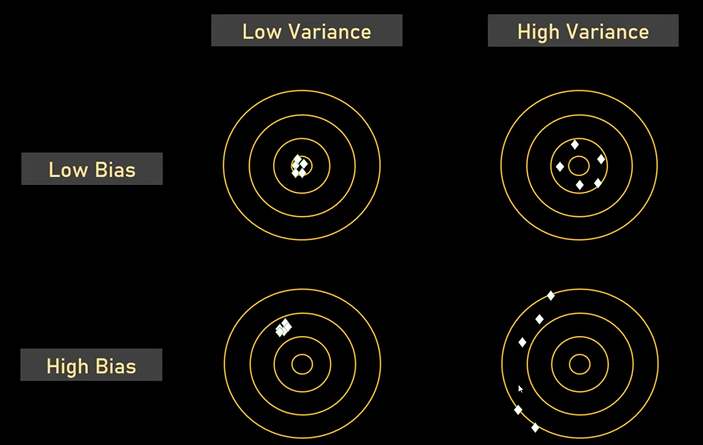 Low Variance
High Variance
Low Bias
High Bias